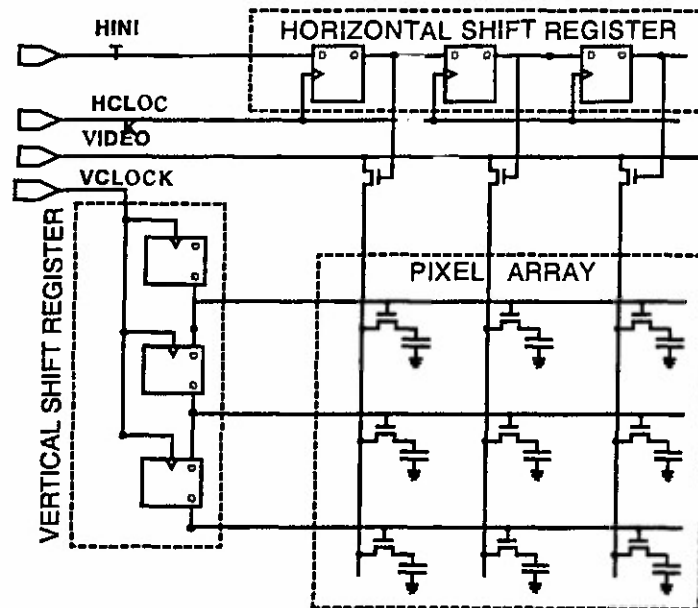 HORIZONTAL SHIFT REGISTER
HINI
T
D Q
D Q
D Q
HCLOC
K
VIDEO
VCLOCK
VERTICAL SHIFT REGISTER
PIXEL ARRAY